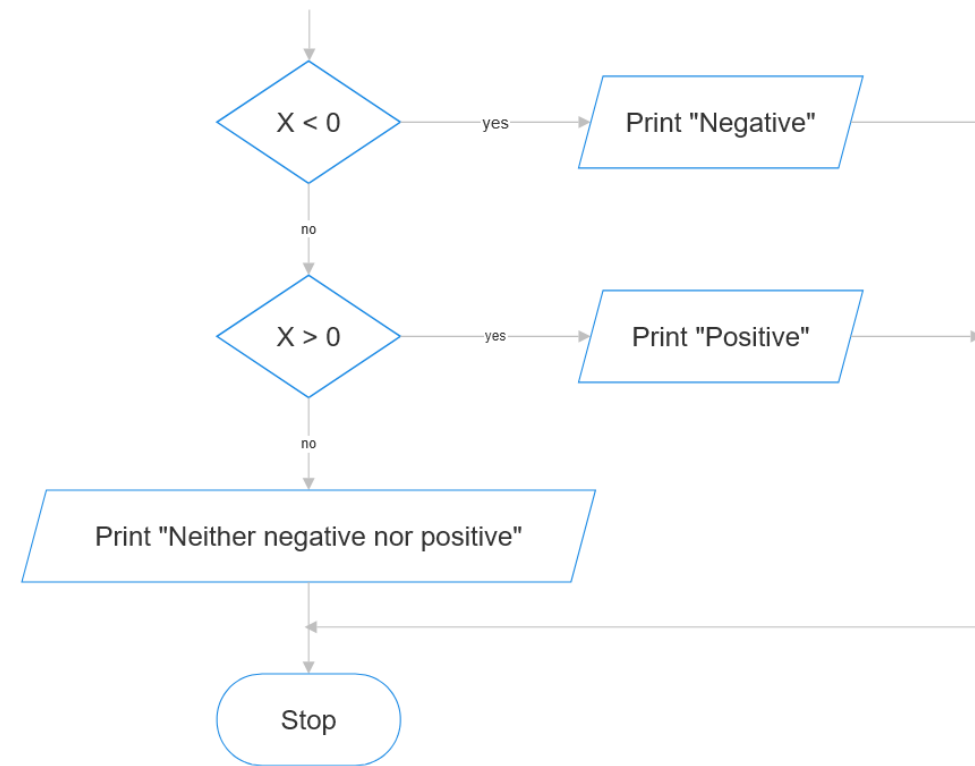 X < 0
yes
Print "Negative"
no
X > 0
yes
Print "Positive"
no
Print "Neither negative nor positive"
Stop